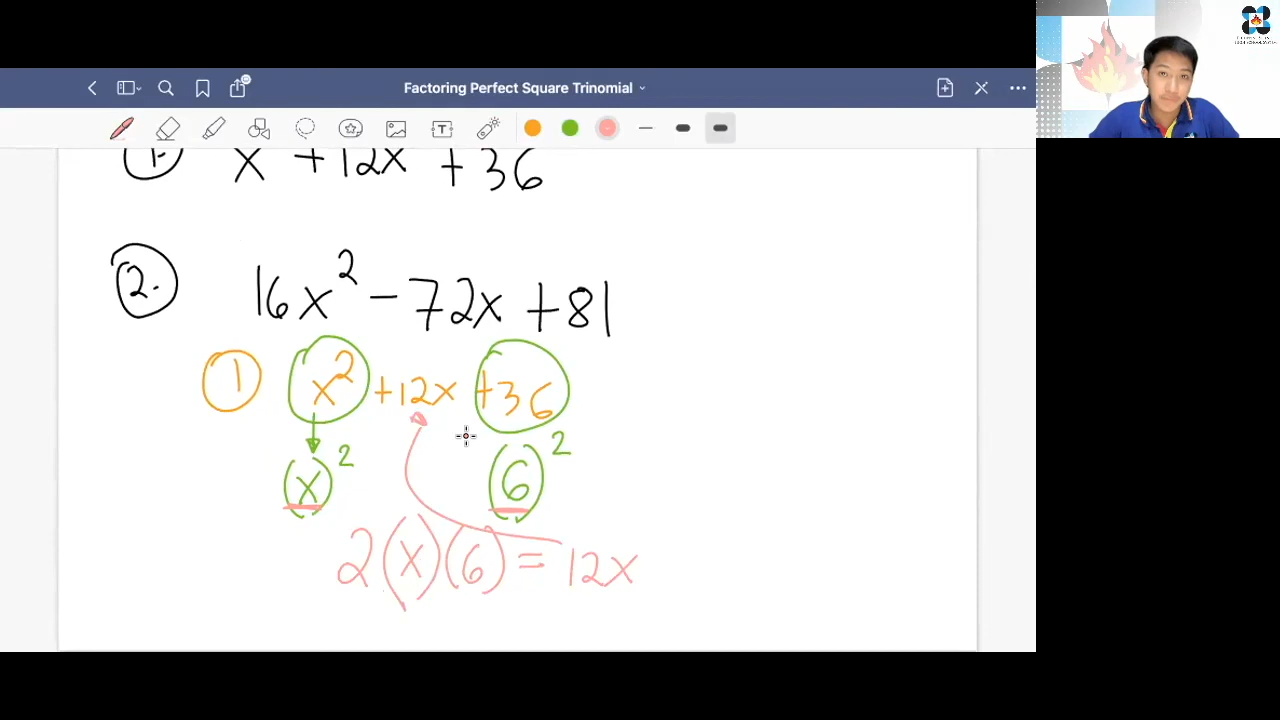 Factoring Perfect Square Trinomial
T
1. x +12x +36
2. 16x² -72x +81
1 x² +12x +36
(x)² (6)²
2(x)(6) = 12x